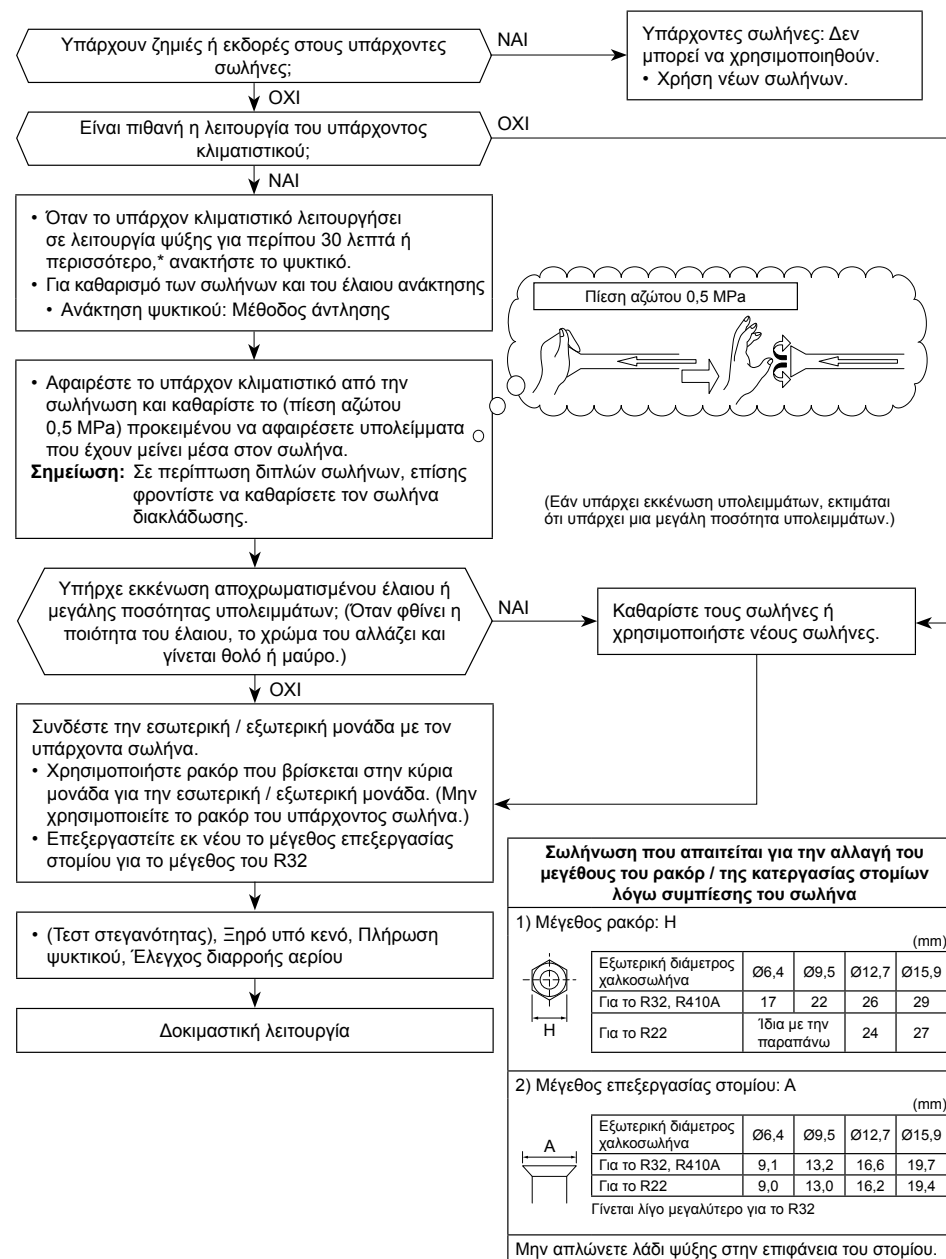 Υπάρχουν ζημιές ή εκδορές στους υπάρχοντες
σωλήνες;
ΝΑΙ
Υπάρχοντες σωλήνες: Δεν
μπορεί να χρησιμοποιηθούν.
• Χρήση νέων σωλήνων.
ΟΧΙ
Είναι πιθανή η λειτουργία του υπάρχοντος
κλιματιστικού;
ΟΧΙ
ΝΑΙ
• Όταν το υπάρχον κλιματιστικό λειτουργήσει
σε λειτουργία ψύξης για περίπου 30 λεπτά ή
περισσότερο,* ανακτήστε το ψυκτικό.
• Για καθαρισμό των σωλήνων και του έλαιου ανάκτησης
• Ανάκτηση ψυκτικού: Μέθοδος άντλησης
Πίεση αζώτου 0,5 MPa
• Αφαιρέστε το υπάρχον κλιματιστικό από την
σωλήνωση και καθαρίστε το (πίεση αζώτου
0,5 MPa) προκειμένου να αφαιρέσετε υπολείμματα
που έχουν μείνει μέσα στον σωλήνα.
Σημείωση: Σε περίπτωση διπλών σωλήνων, επίσης
φροντίστε να καθαρίσετε τον σωλήνα
διακλάδωσης.
(Εάν υπάρχει εκκένωση υπολειμμάτων, εκτιμάται
ότι υπάρχει μια μεγάλη ποσότητα υπολειμμάτων.)
Υπήρχε εκκένωση αποχρωματισμένου έλαιου ή
μεγάλης ποσότητας υπολειμμάτων; (Όταν φθίνει η
ποιότητα του έλαιου, το χρώμα του αλλάζει και
γίνεται θολό ή μαύρο.)
ΝΑΙ
Καθαρίστε τους σωλήνες ή
χρησιμοποιήστε νέους σωλήνες.
ΟΧΙ
Συνδέστε την εσωτερική / εξωτερική μονάδα με τον
υπάρχοντα σωλήνα.
• Χρησιμοποιήστε ρακόρ που βρίσκεται στην κύρια
μονάδα για την εσωτερική / εξωτερική μονάδα. (Μην
χρησιμοποιείτε το ρακόρ του υπάρχοντος σωλήνα.)
• Επεξεργαστείτε εκ νέου το μέγεθος επεξεργασίας
στομίου για το μέγεθος του R32
• (Τεστ στεγανότητας), Ξηρό υπό κενό, Πλήρωση
ψυκτικού, Έλεγχος διαρροής αερίου
Δοκιμαστική λειτουργία
Σωλήνωση που απαιτείται για την αλλαγή του
μεγέθους του ρακόρ / της κατεργασίας στομίων
λόγω συμπίεσης του σωλήνα
1) Μέγεθος ρακόρ: H
(mm)
H
Εξωτερική διάμετρος
χαλκοσωλήνα
Ø6,4 Ø9,5 Ø12,7 Ø15,9
Για το R32, R410A 17 22 26 29
Για το R22 Ίδια με την
παραπάνω 24 27
2) Μέγεθος επεξεργασίας στομίου: A
(mm)
A
Εξωτερική διάμετρος
χαλκοσωλήνα
Ø6,4 Ø9,5 Ø12,7 Ø15,9
Για το R32, R410A 9,1 13,2 16,6 19,7
Για το R22 9,0 13,0 16,2 19,4
Γίνεται λίγο μεγαλύτερο για το R32
Μην απλώνετε λάδι ψύξης στην επιφάνεια του στομίου.